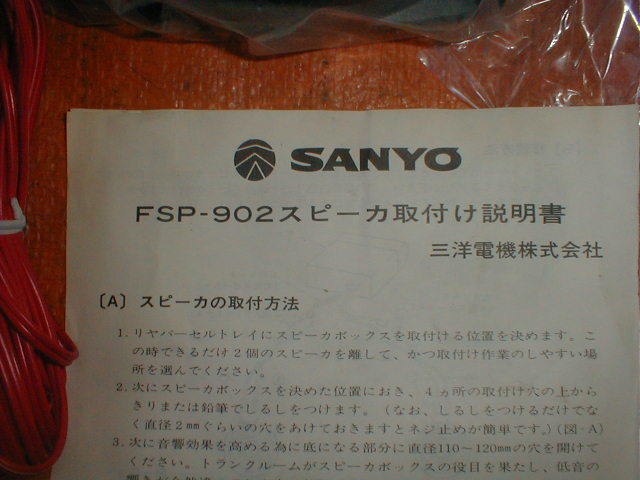 SANYO
FSP-902スピーカ取付け説明書
三洋電機株式会社
〔A〕スピーカの取付方法
1. リヤパーセルトレイにスピーカボックスを取付ける位置を決めます。こ
の時できるだけ2個のスピーカを離して、かつ取付け作業のしやすい場
所を選んでください。
2. 次にスピーカボックスを決めた位置におき、4ヵ所の取付け穴の上から
きりまたは鉛筆でしるしをつけます。(なお、しるしをつけるだけでな
く直径2mmぐらいの穴をあけておきますとネジ止めが簡単です。)(図-A)
3. 次に音響効果を高める為に底になる部分に直径110~120mmの穴を開けて
ください。トランクルームがスピーカボックスの役目を果たし、低音の